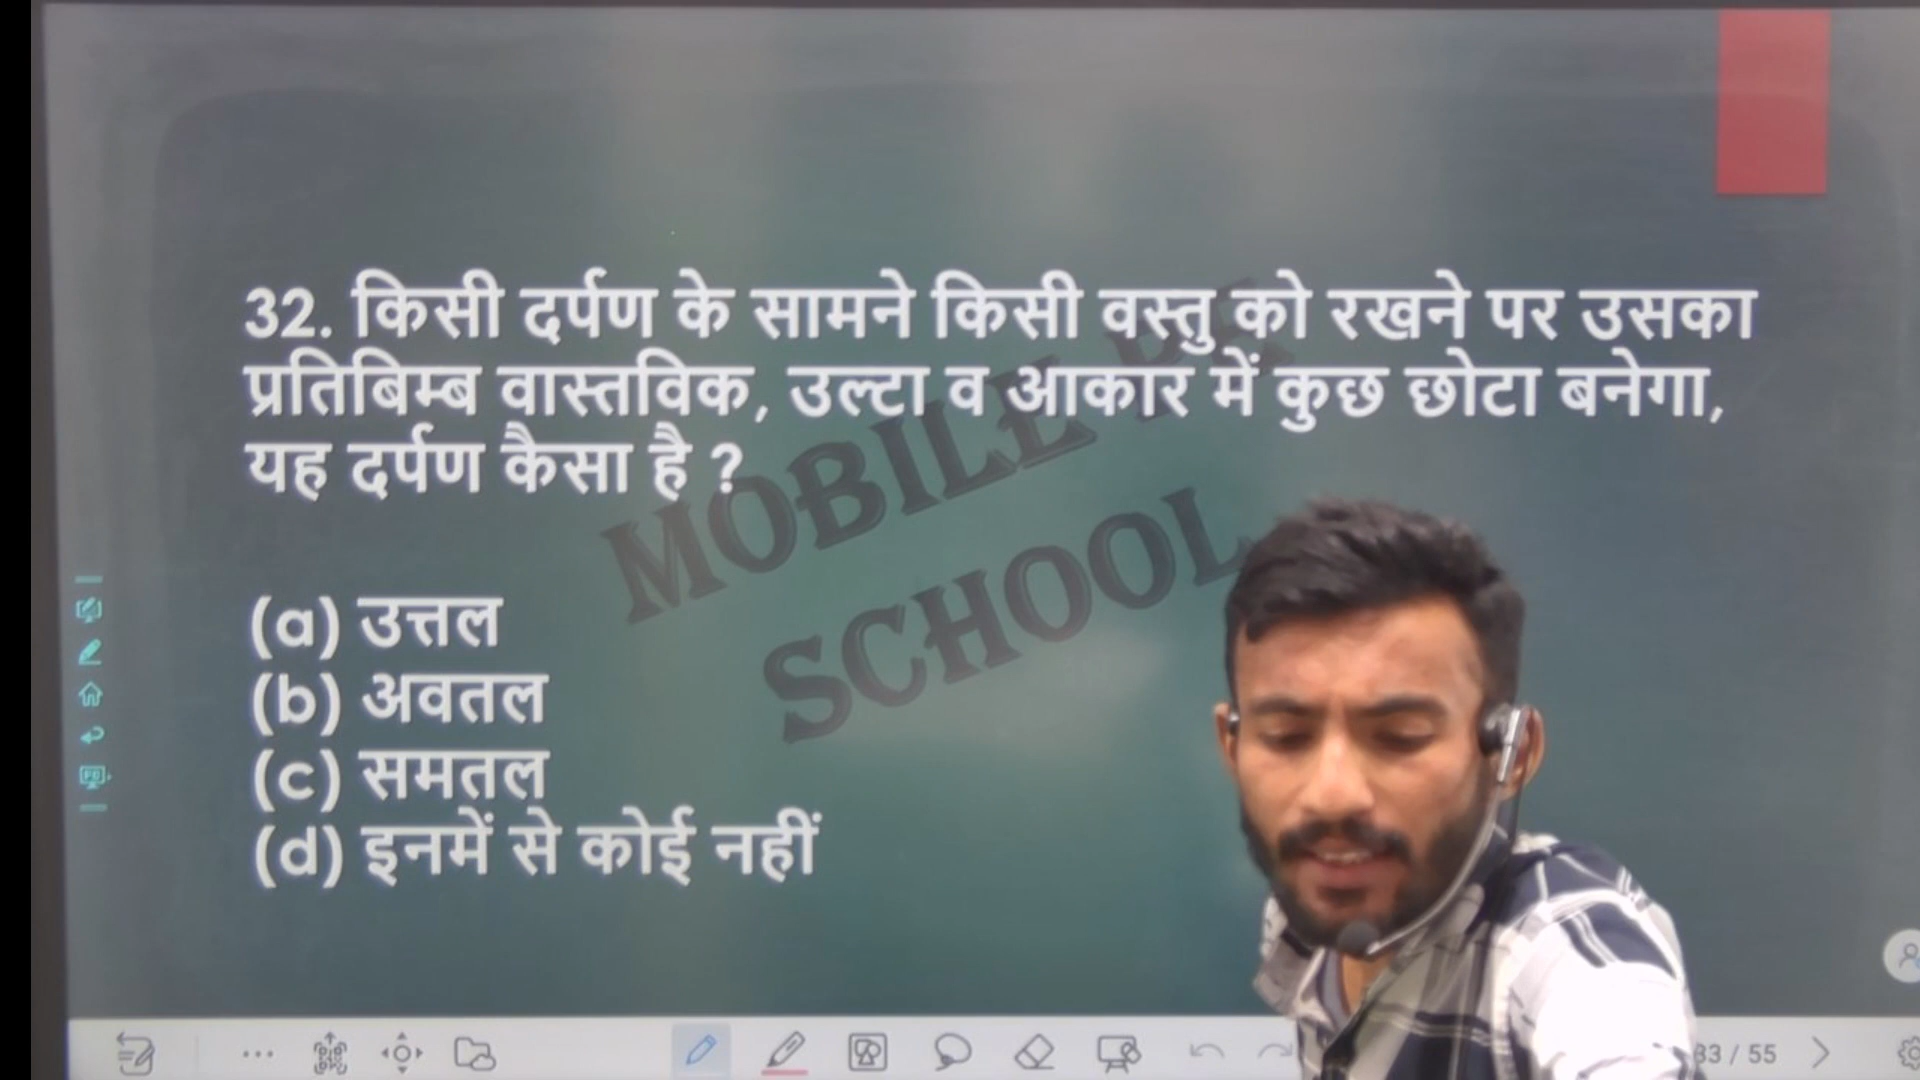 32. किसी दर्पण के सामने किसी वस्तु को रखने पर उसका
प्रतिबिम्ब वास्तविक, उल्टा व आकार में कुछ छोटा बनेगा,
यह दर्पण कैसा है ?
(a) उत्तल
(b) अवतल
(c) समतल
(d) इनमें से कोई नहीं
MOBILE
SCHOOL
33 / 55